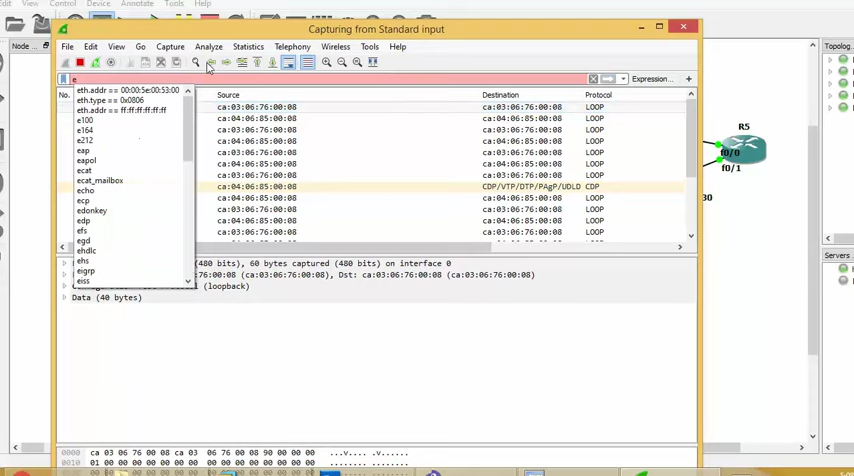 Edit View Control Device Annotate Tools Help
Capturing from Standard input
File Edit View Go Capture Analyze Statistics Telephony Wireless Tools Help
Node
Topolog
e
Expression...
+
eth.addr == 00:00:5e:00:53:00
eth.type == 0x0806
eth.addr == ff:ff:ff:ff:ff:ff
e100
e164
e212
eap
eapol
ecat
ecat_mailbox
echo
ecp
edonkey
edp
efs
egd
ehdlc
ehs
eigrp
eiss
No. Source Destination Protocol
ca:03:06:76:00:08 ca:03:06:76:00:08 LOOP
ca:04:06:85:00:08 ca:04:06:85:00:08 LOOP
ca:03:06:76:00:08 ca:03:06:76:00:08 LOOP
ca:04:06:85:00:08 ca:04:06:85:00:08 LOOP
ca:03:06:76:00:08 ca:03:06:76:00:08 LOOP
ca:04:06:85:00:08 ca:04:06:85:00:08 LOOP
ca:03:06:76:00:08 ca:03:06:76:00:08 LOOP
ca:04:06:85:00:08 CDP/VTP/DTP/PAgP/UDLD CDP
ca:04:06:85:00:08 ca:04:06:85:00:08 LOOP
ca:03:06:76:00:08 ca:03:06:76:00:08 LOOP
ca:04:06:85:00:08 ca:04:06:85:00:08 LOOP
ca:03:06:76:00:08 ca:03:06:76:00:08 LOOP
(480 bits), 60 bytes captured (480 bits) on interface 0
:06:76:00:08 (ca:03:06:76:00:08), Dst: ca:03:06:76:00:08 (ca:03:06:76:00:08)
(loopback)
Data (40 bytes)
0000 ca 03 06 76 00 08 ca 03 06 76 00 08 90 00 00 00 ...v.... .v......
0010
R5
f0/0
f0/1
30
Servers